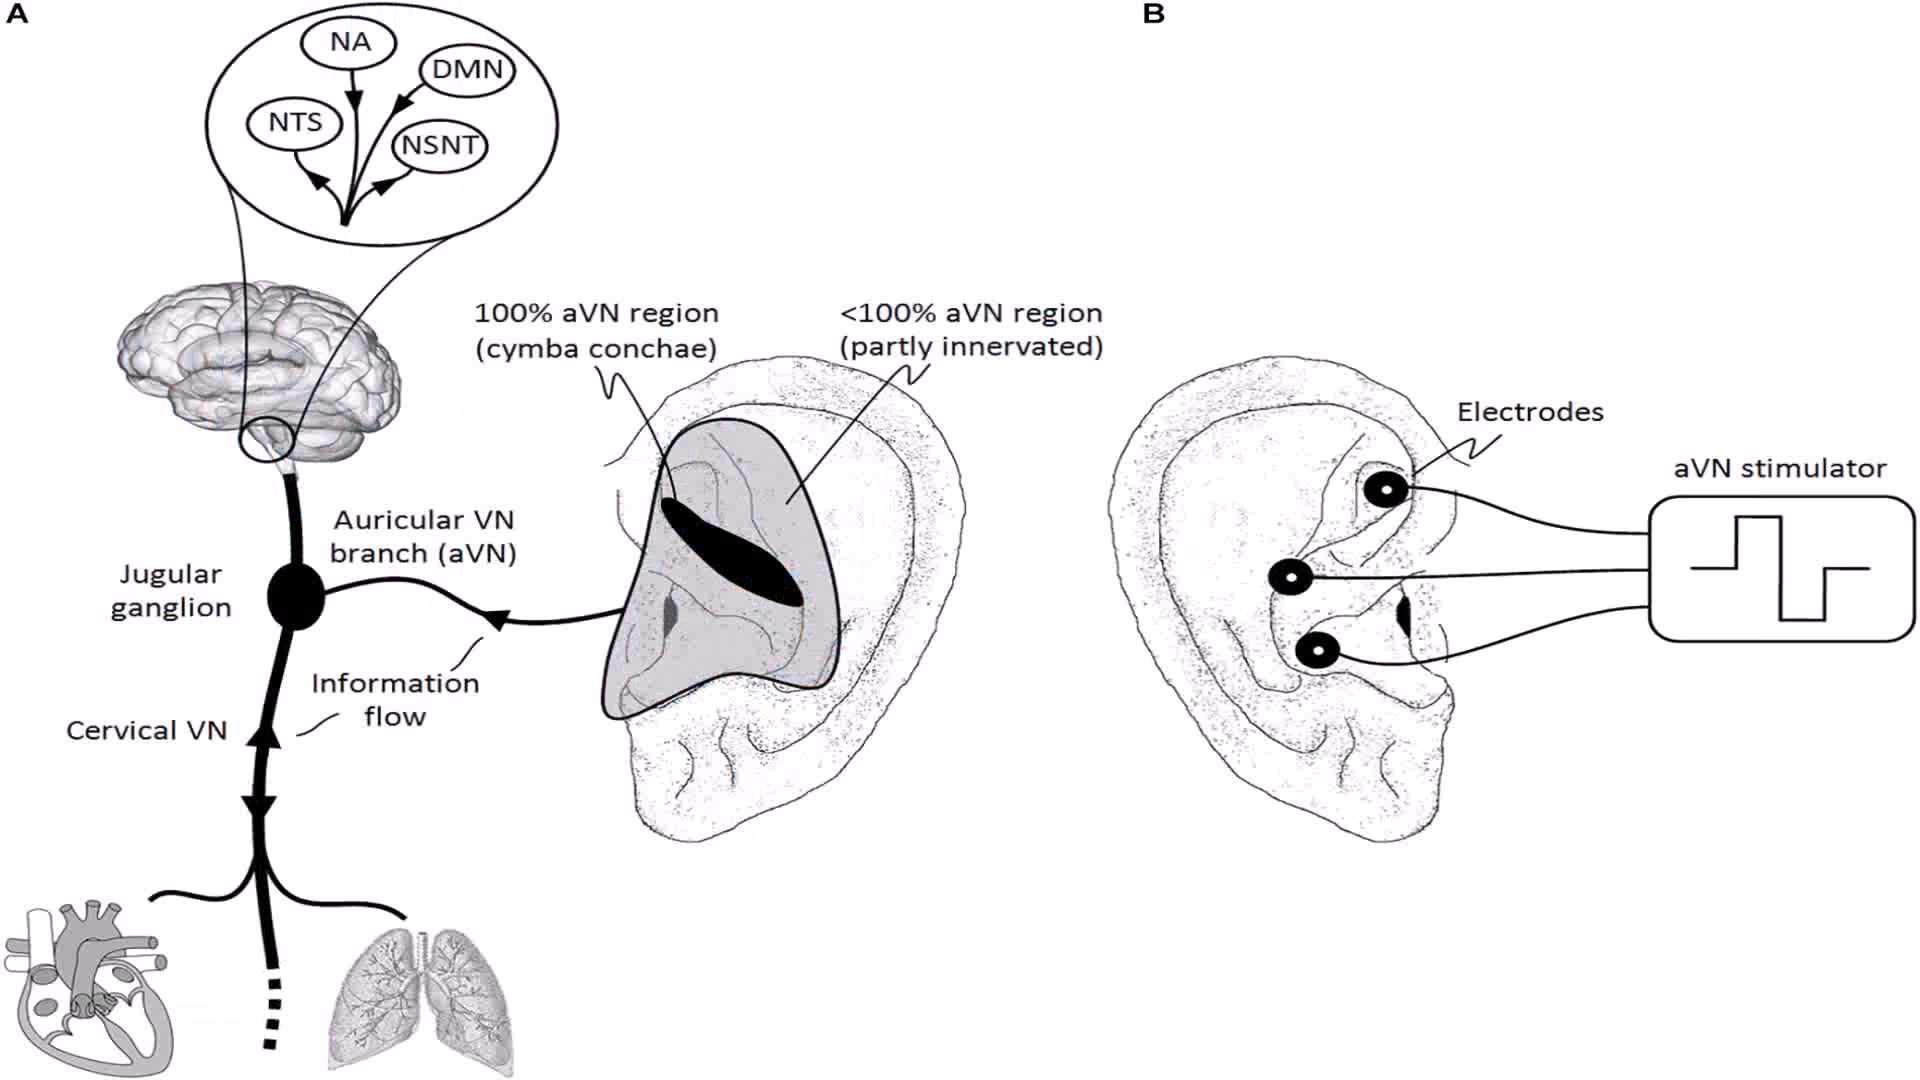 A
NA
DMN
NTS
NSNT
100% aVN region
(cymba conchae)
<100% aVN region
(partly innervated)
Auricular VN
branch (aVN)
Jugular
ganglion
Information
flow
Cervical VN
B
Electrodes
aVN stimulator